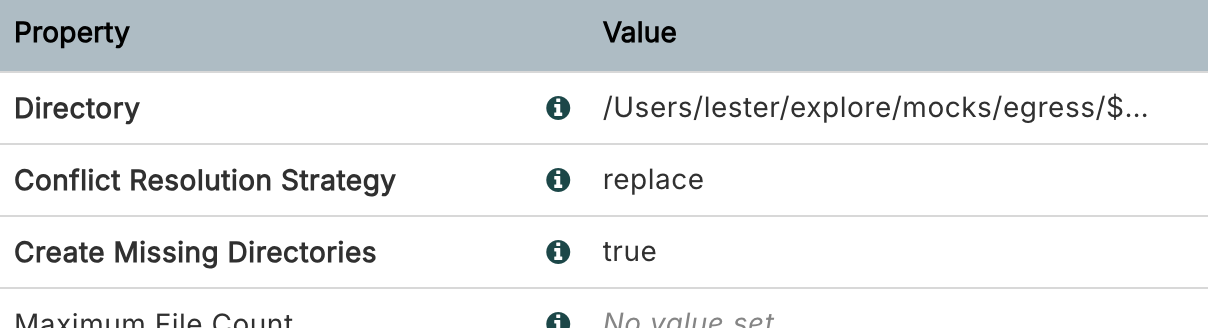 Property Value
Directory /Users/lester/explore/mocks/egress/$...
Conflict Resolution Strategy replace
Create Missing Directories true
Maximum File Count No value set